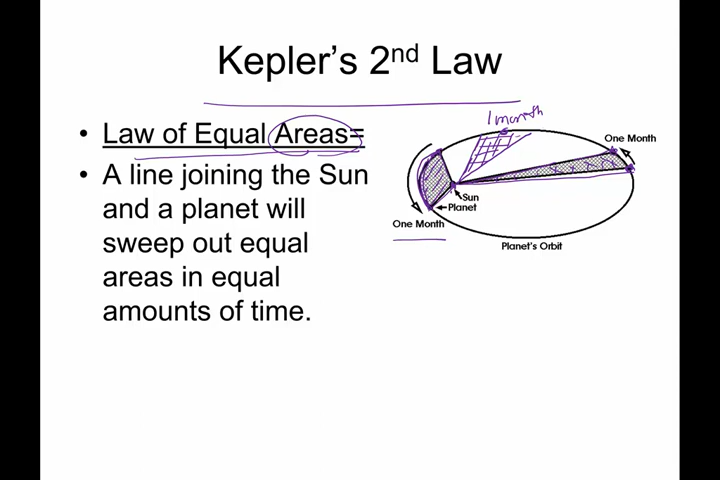 Kepler's 2nd Law
• Law of Equal Areas=
• A line joining the Sun
and a planet will
sweep out equal
areas in equal
amounts of time.
1 month
One Month
Sun
Planet
One Month
Planet's Orbit